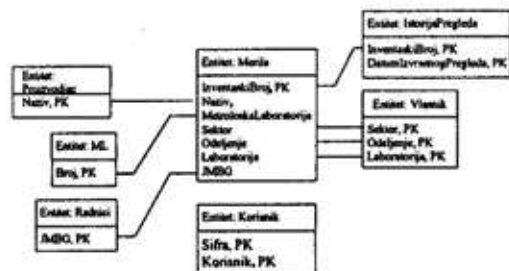 Entitet: IstorijaPregleda
InventarskiBroj, PK
DatumIzvrsenogPregleda, PK
Entitet: Merila
InventarskiBroj, PK
Naziv,
MetroloskaLaboratorija
Sektor
Odeljenje
Laboratorija
JMBG
Entitet:
Proizvodjac
Naziv, PK
Entitet: Vlasnik
Sektor, PK
Odeljenje, PK
Laboratorija, PK
Entitet: ML
Broj, PK
Entitet: Radnici
JMBG, PK
Entitet: Korisnik
Sifra, PK
Korisnik, PK